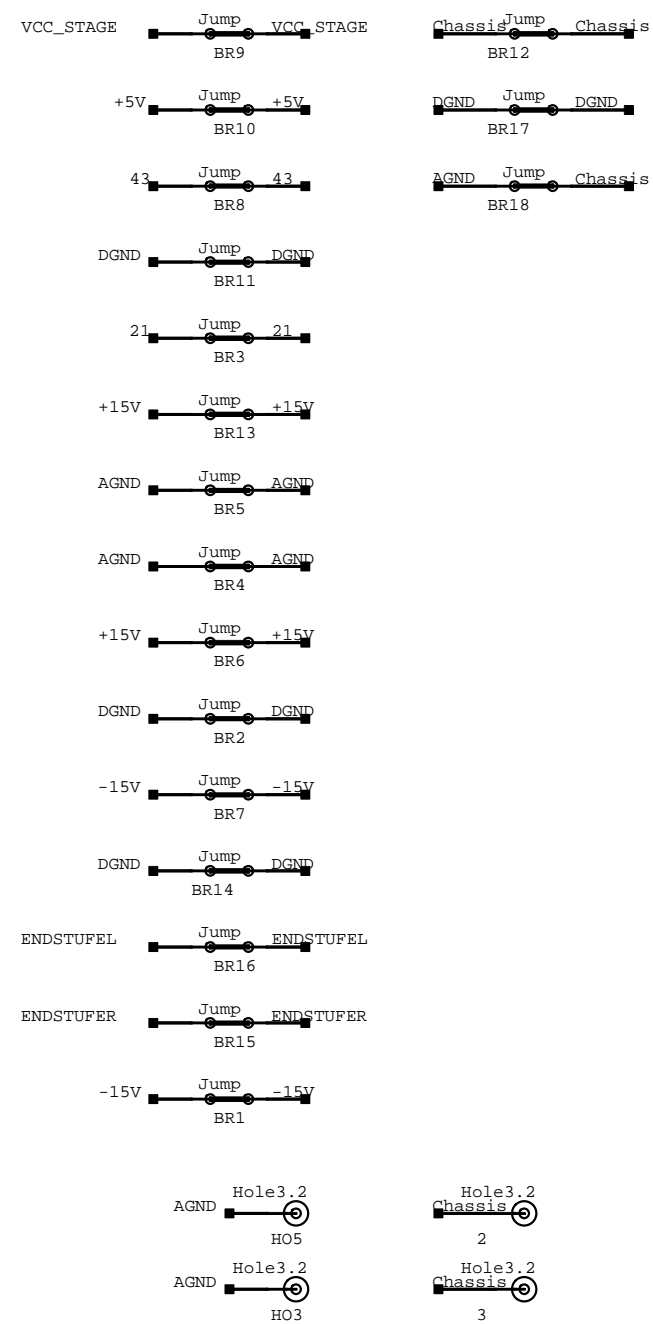 Jump Jump
VCC_STAGE VCC_STAGE Chassis Chassis
BR9 BR12
Jump Jump
+5V +5V DGND DGND
BR10 BR17
Jump Jump
43 43 AGND Chassis
BR8 BR18
Jump
DGND DGND
BR11
Jump
21 21
BR3
Jump
+15V +15V
BR13
Jump
AGND AGND
BR5
Jump
AGND AGND
BR4
Jump
+15V +15V
BR6
Jump
DGND DGND
BR2
Jump
-15V -15V
BR7
Jump
DGND DGND
BR14
Jump
ENDSTUFEL ENDSTUFEL
BR16
Jump
ENDSTUFER ENDSTUFER
BR15
Jump
-15V -15V
BR1
Hole3.2 Hole3.2
AGND Chassis
HO5 2
Hole3.2 Hole3.2
AGND Chassis
HO3 3